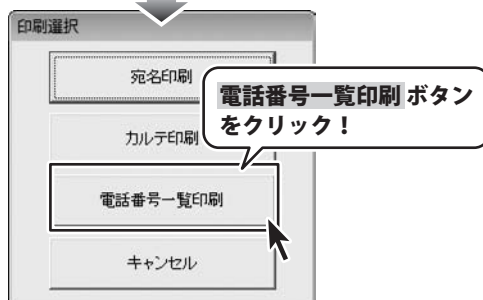 印刷選択
宛名印刷
電話番号一覧印刷 ボタン
をクリック！
カルテ印刷
電話番号一覧印刷
キャンセル